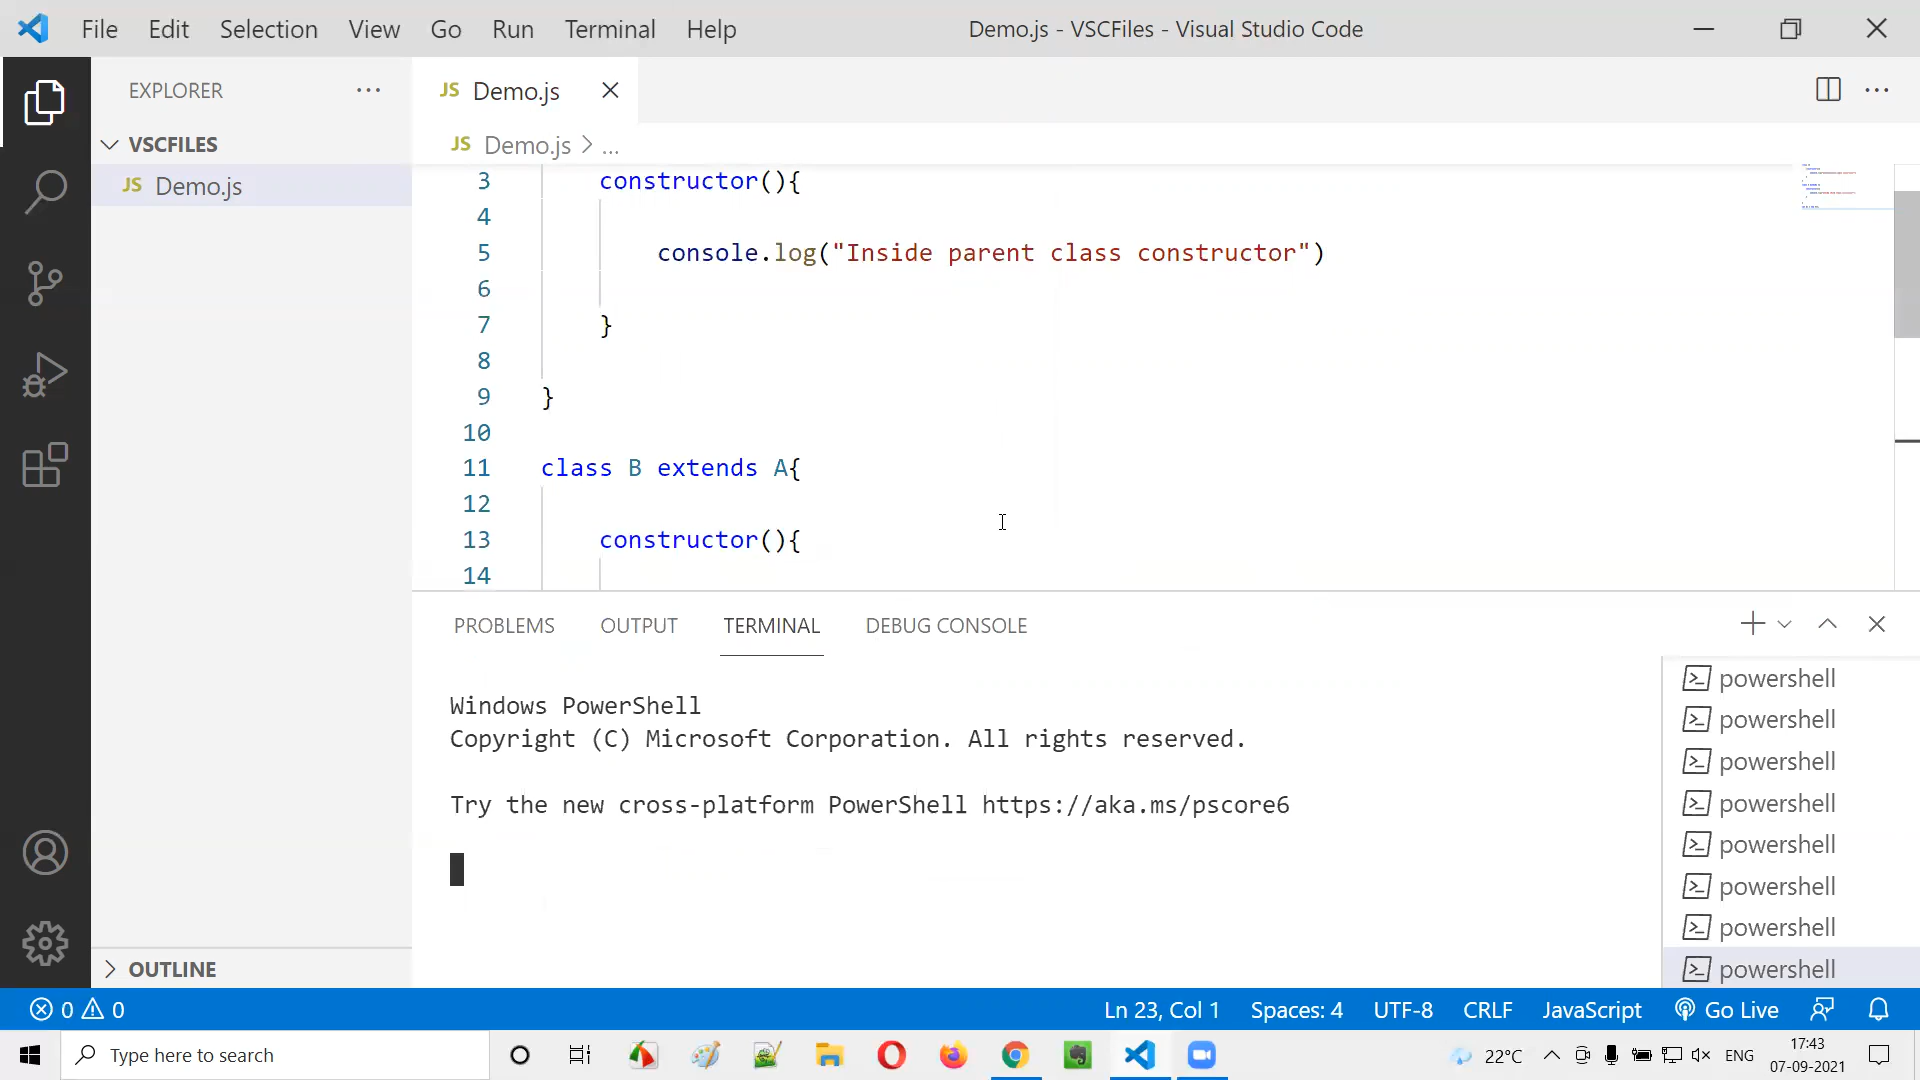 File Edit Selection View Go Run Terminal Help Demo.js - VSCFiles - Visual Studio Code
EXPLORER
JS Demo.js
VSCFILES
JS Demo.js > ...
JS Demo.js
3 constructor(){
4
5 console.log("Inside parent class constructor")
6
7 }
8
9 }
10
11 class B extends A{
12
13 constructor(){
14
PROBLEMS OUTPUT TERMINAL DEBUG CONSOLE
Windows PowerShell
Copyright (C) Microsoft Corporation. All rights reserved.
Try the new cross-platform PowerShell https://aka.ms/pscore6
powershell
powershell
powershell
powershell
powershell
powershell
powershell
powershell
OUTLINE
0 0 Ln 23, Col 1 Spaces: 4 UTF-8 CRLF JavaScript Go Live
Type here to search
22°C ENG
17:43
07-09-2021